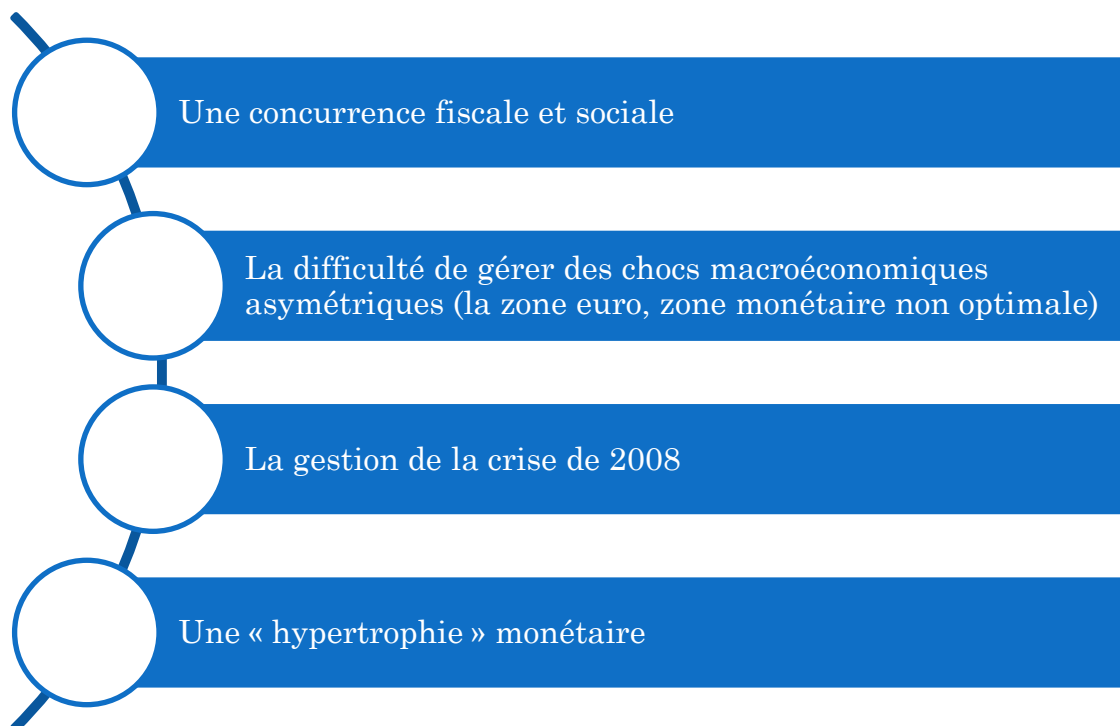 Une concurrence fiscale et sociale
La difficulté de gérer des chocs macroéconomiques
asymétriques (la zone euro, zone monétaire non optimale)
La gestion de la crise de 2008
Une « hypertrophie » monétaire